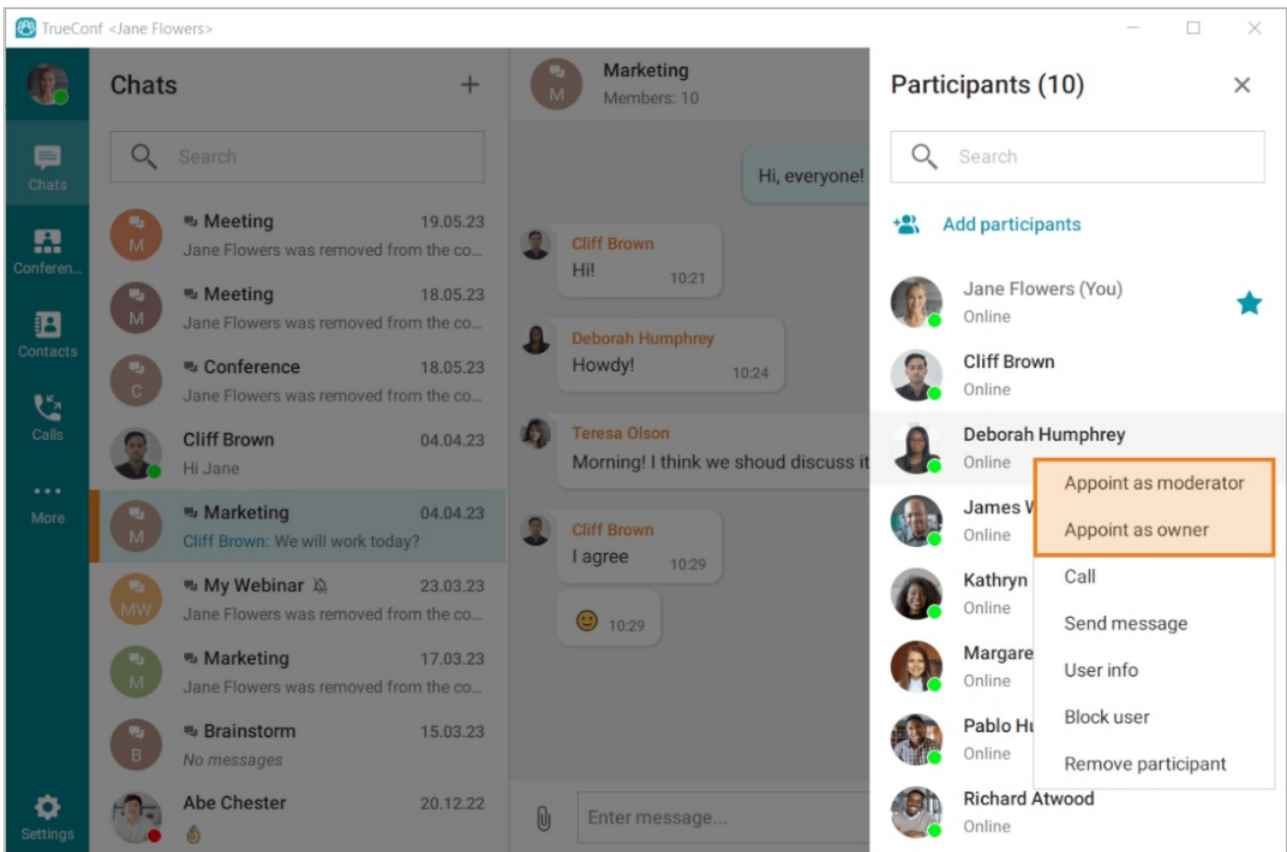 TrueConf <Jane Flowers>
Chats
Conferen...
Contacts
Calls
More
Settings
Chats
Search
M
Meeting
19.05.23
Jane Flowers was removed from the co...
M
Meeting
18.05.23
Jane Flowers was removed from the co...
C
Conference
18.05.23
Jane Flowers was removed from the co...
Cliff Brown
04.04.23
Hi Jane
M
Marketing
04.04.23
Cliff Brown: We will work today?
MW
My Webinar
23.03.23
Jane Flowers was removed from the co...
M
Marketing
17.03.23
Jane Flowers was removed from the co...
B
Brainstorm
15.03.23
No messages
Abe Chester
20.12.22
M
Marketing
Members: 10
Hi, everyone!
Cliff Brown
Hi!
10:21
Deborah Humphrey
Howdy!
10:24
Teresa Olson
Morning! I think we shoud discuss it
Cliff Brown
I agree
10:29
10:29
Enter message...
Participants (10)
Search
Add participants
Jane Flowers (You)
Online
Cliff Brown
Online
Deborah Humphrey
Online
James
Online
Kathryn
Online
Margare
Online
Pablo Hu
Online
Richard Atwood
Online
Appoint as moderator
Appoint as owner
Call
Send message
User info
Block user
Remove participant